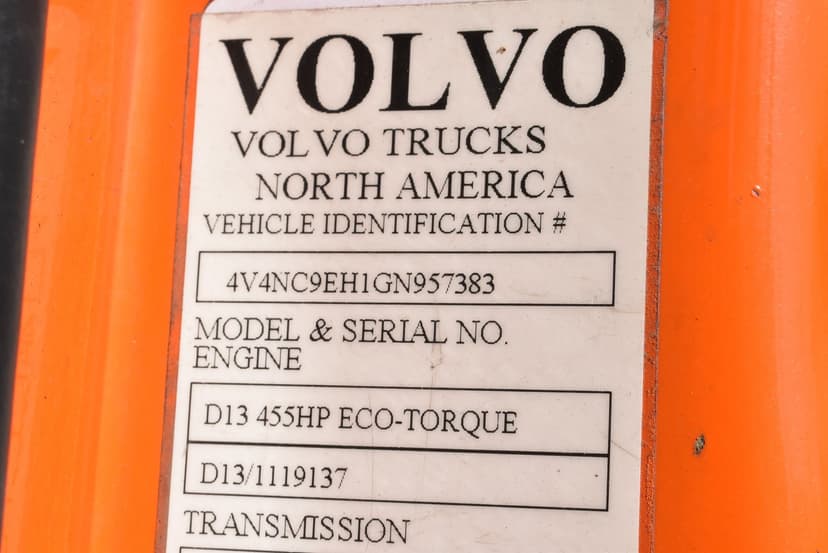 VOLVO
VOLVO TRUCKS
NORTH AMERICA
VEHICLE IDENTIFICATION #
4V4NC9EH1GN957383
MODEL & SERIAL NO.
ENGINE
D13 455HP ECO-TORQUE
D13/1119137
TRANSMISSION